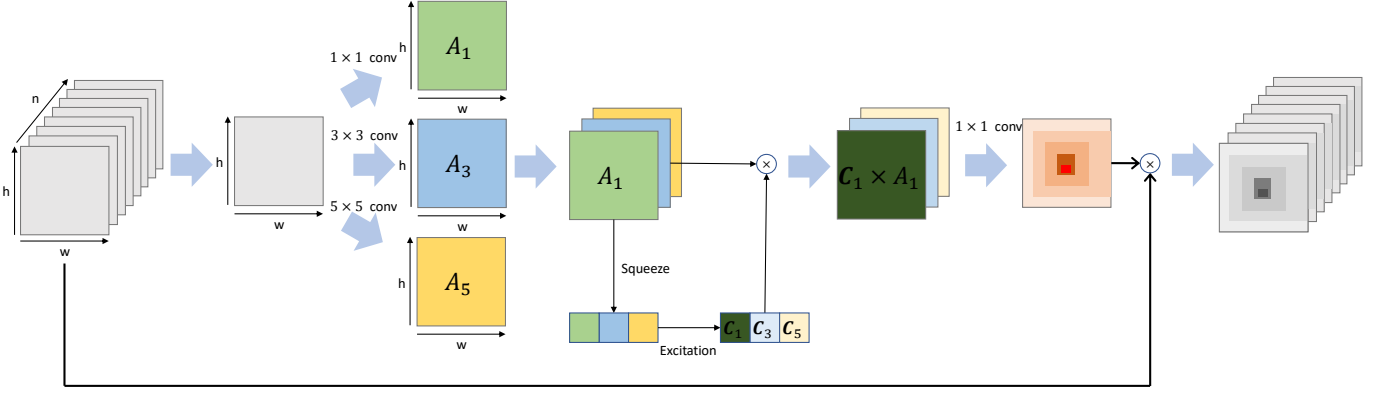 n
h
w
h
w
1 × 1 conv
3 × 3 conv
5 × 5 conv
h
A₁
w
h
A₃
w
h
A₅
w
A₁
×
Squeeze
Excitation
C₁ C₃ C₅
C₁ × A₁
1 × 1 conv
×